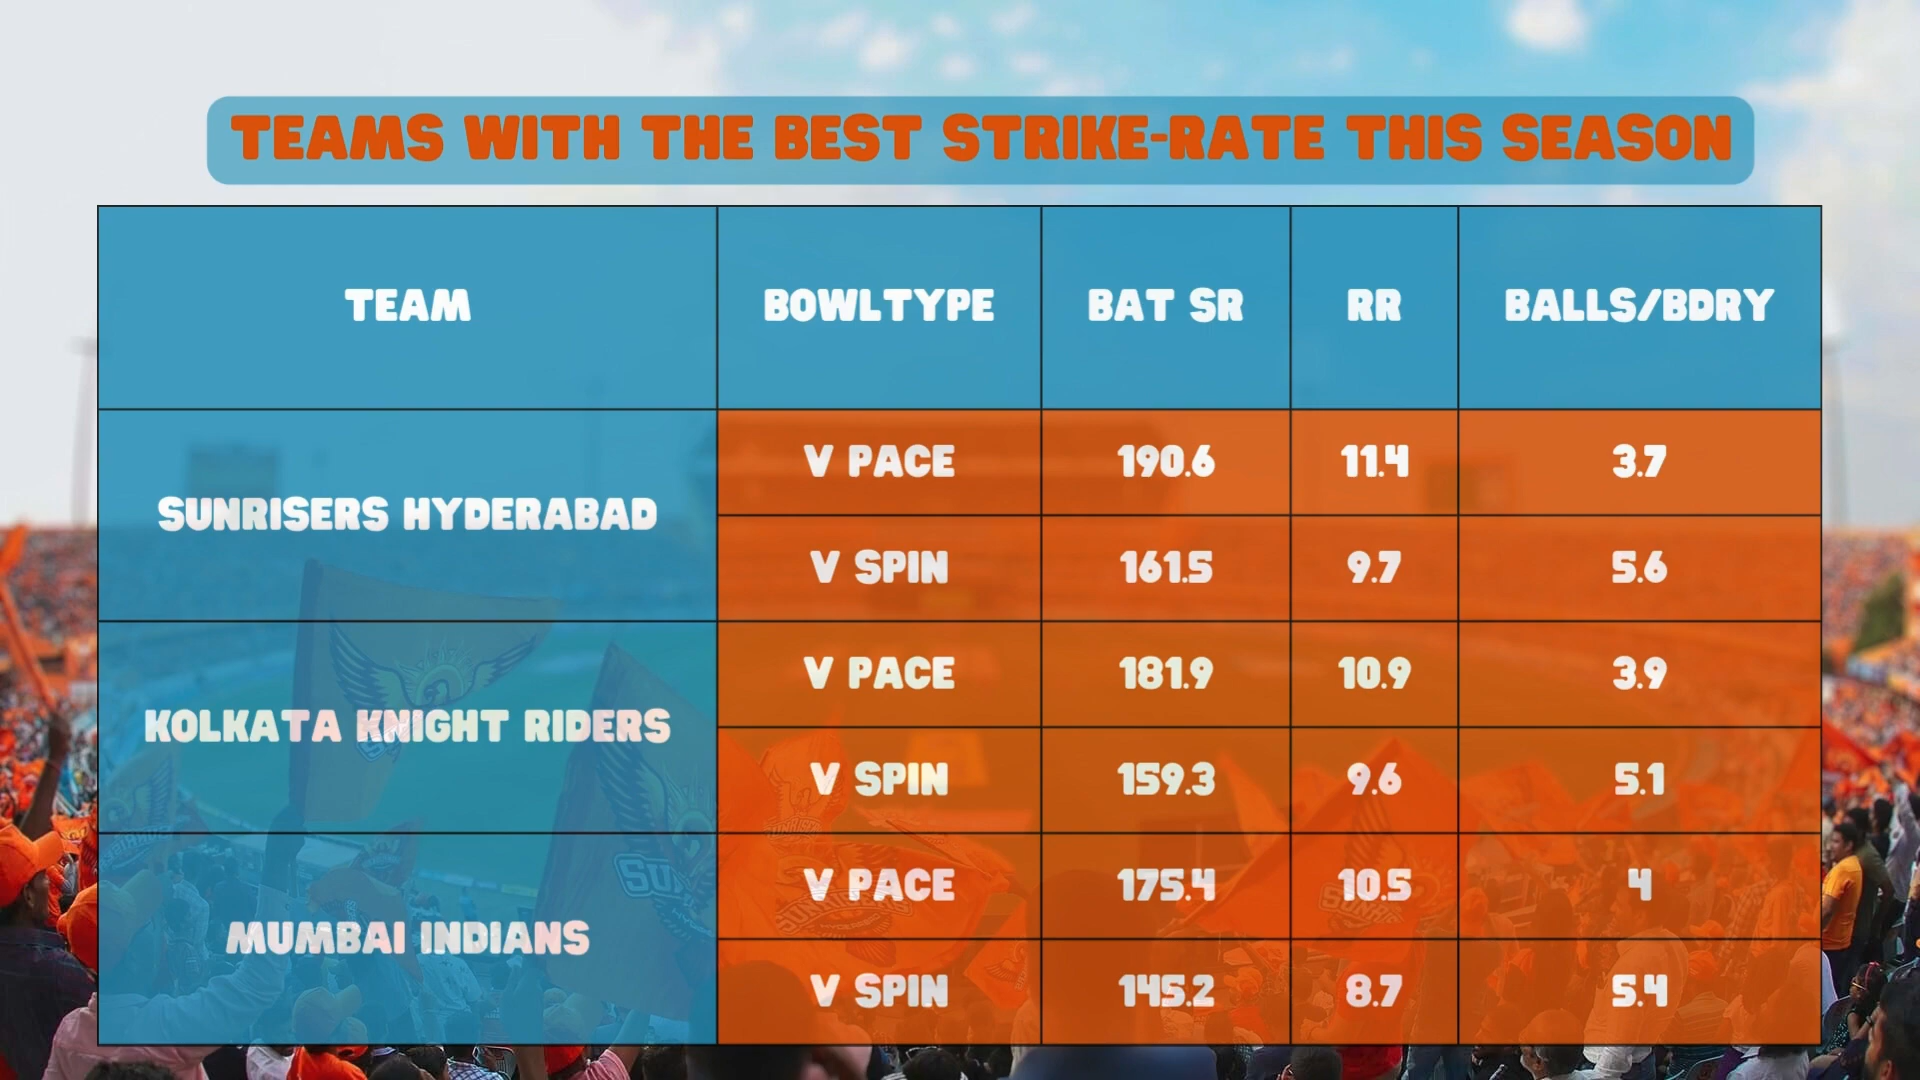 TEAMS WITH THE BEST STRIKE-RATE THIS SEASON
TEAM BOWLTYPE BAT SR RR BALLS/BDRY
SUNRISERS HYDERABAD
V PACE 190.6 11.4 3.7
V SPIN 161.5 9.7 5.6
KOLKATA KNIGHT RIDERS
V PACE 181.9 10.9 3.9
V SPIN 159.3 9.6 5.1
MUMBAI INDIANS
V PACE 175.4 10.5 4
V SPIN 145.2 8.7 5.4